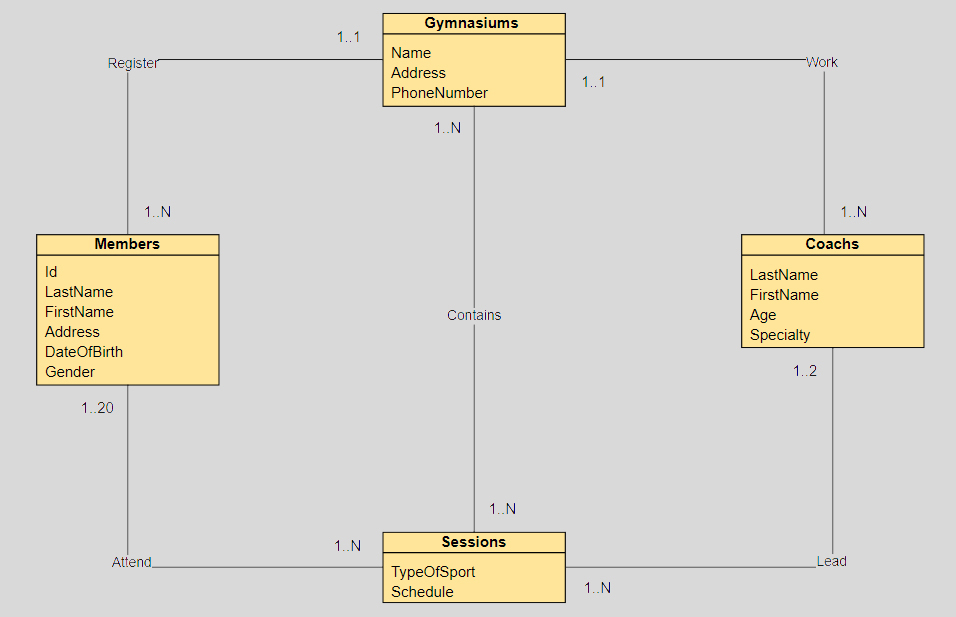 Gymnasiums
Name
Address
PhoneNumber
1..1
Register
1..1
Work
1..N
1..N
1..N
Members
Id
LastName
FirstName
Address
DateOfBirth
Gender
Coachs
LastName
FirstName
Age
Specialty
Contains
1..2
1..20
1..N
1..N
Sessions
TypeOfSport
Schedule
Attend
Lead
1..N